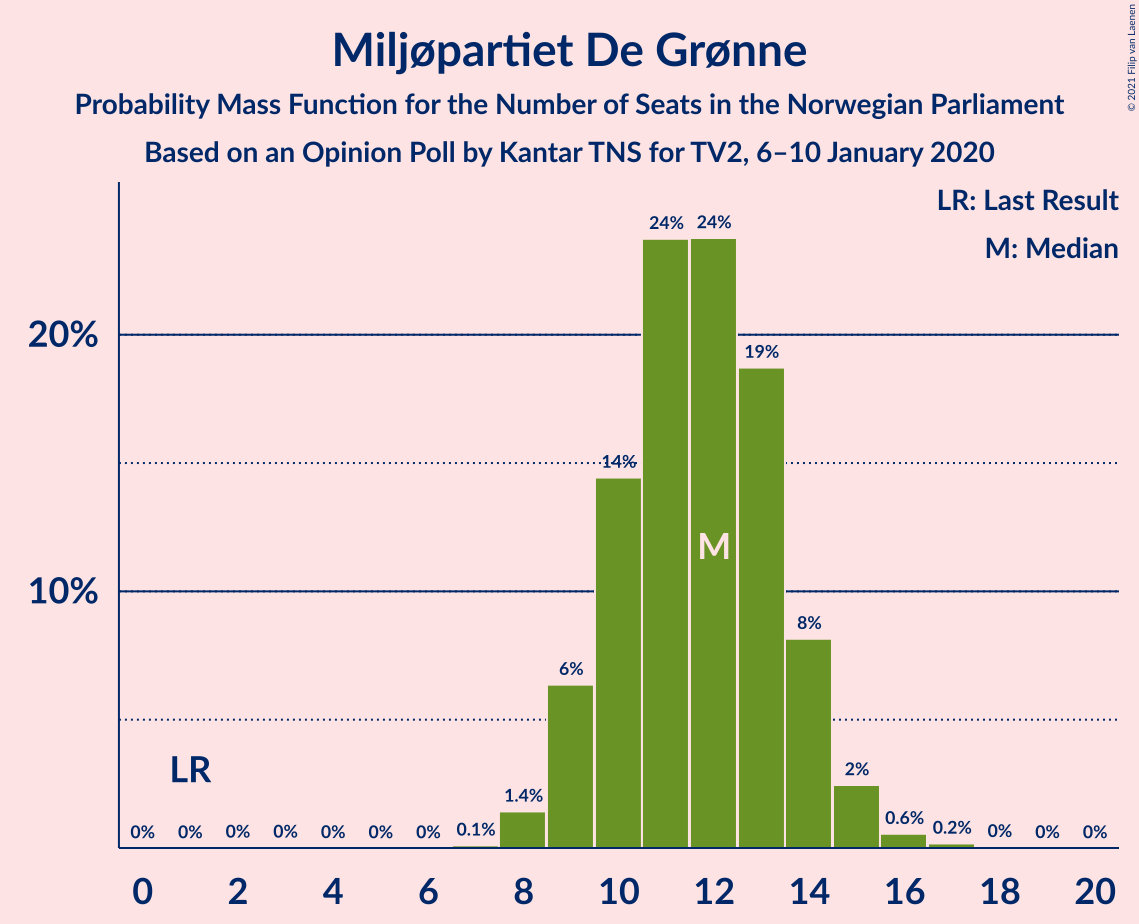 Miljøpartiet De Grønne
Probability Mass Function for the Number of Seats in the Norwegian Parliament
Based on an Opinion Poll by Kantar TNS for TV2, 6–10 January 2020
© 2021 Filip van Laenen
LR: Last Result
M: Median
24% 24%
20%
19%
14%
M
10%
8%
6%
LR
2%
1.4%
0% 0% 0% 0% 0% 0% 0% 0.1% 0.6% 0.2% 0% 0% 0%
0 2 4 6 8 10 12 14 16 18 20